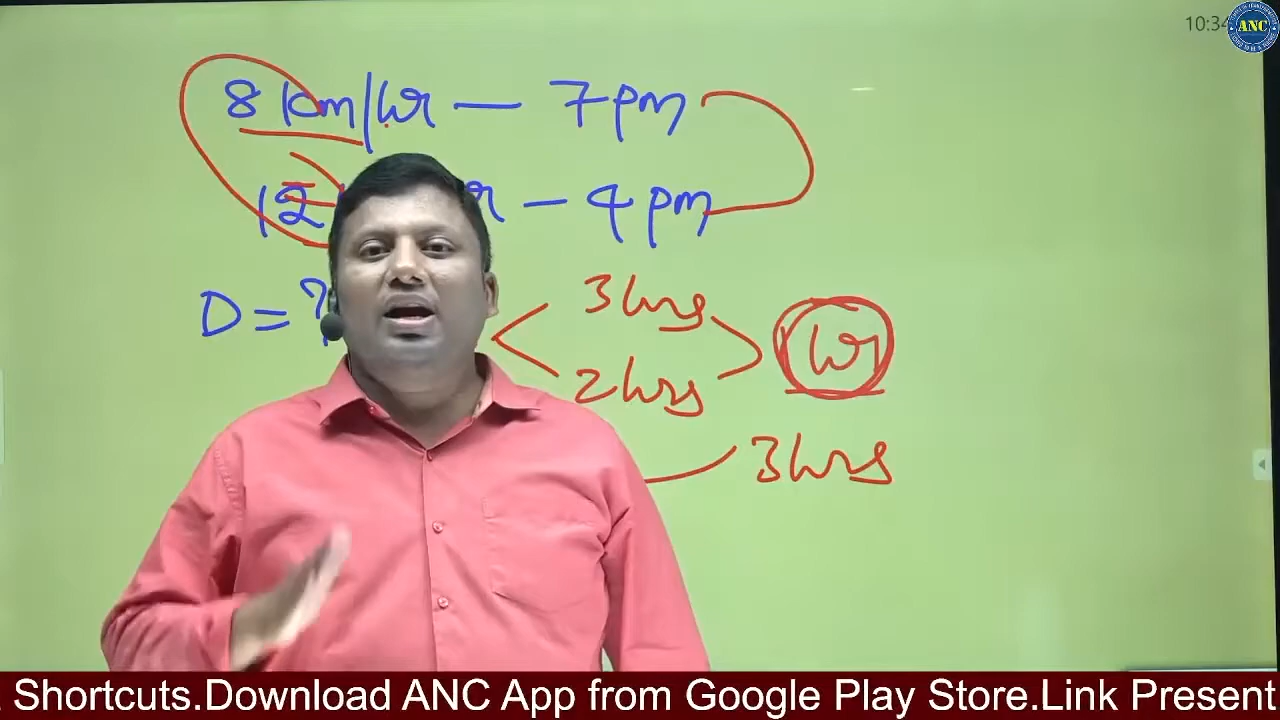 10:34
ANC
8 km/hr — 7 pm
12 hr — 4 pm
D = ?
3 hrs
2 hrs
hr
3 hrs
Shortcuts.Download ANC App from Google Play Store.Link Present